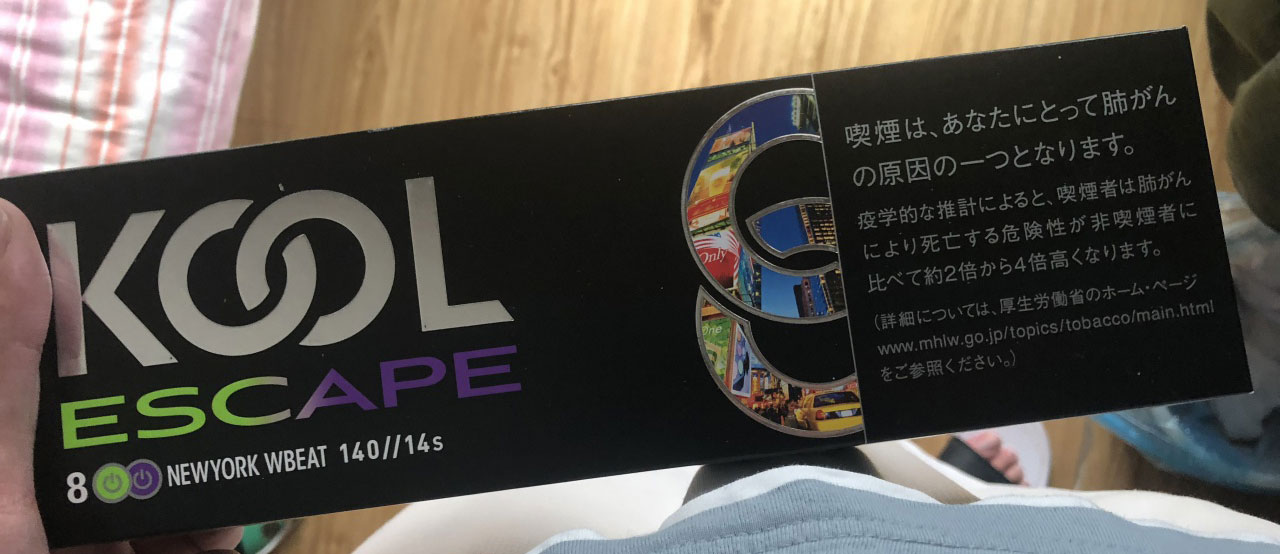 KOOL
ESCAPE
8 NEWYORK WBEAT 140//14s
Only
One
喫煙は、あなたにとって肺がん
の原因の一つとなります。
疫学的な推計によると、喫煙者は肺がん
により死亡する危険性が非喫煙者に
比べて約2倍から4倍高くなります。
(詳細については、厚生労働省のホーム・ページ
www.mhlw.go.jp/topics/tobacco/main.html
をご参照ください。)